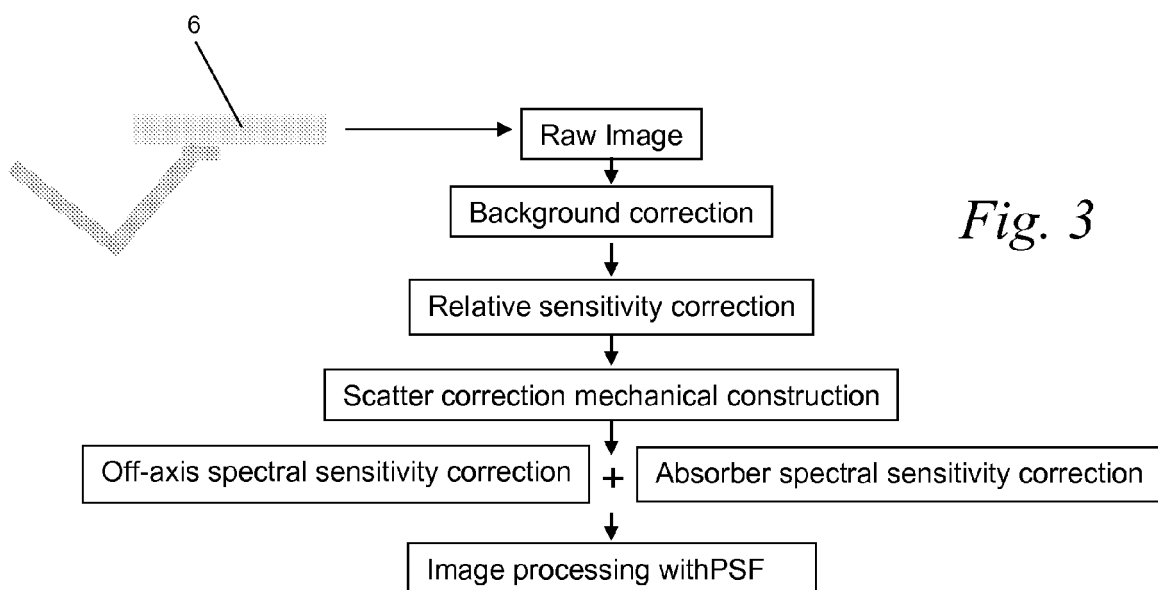 6
Raw Image
Background correction
Fig. 3
Relative sensitivity correction
Scatter correction mechanical construction
Off-axis spectral sensitivity correction + Absorber spectral sensitivity correction
Image processing withPSF